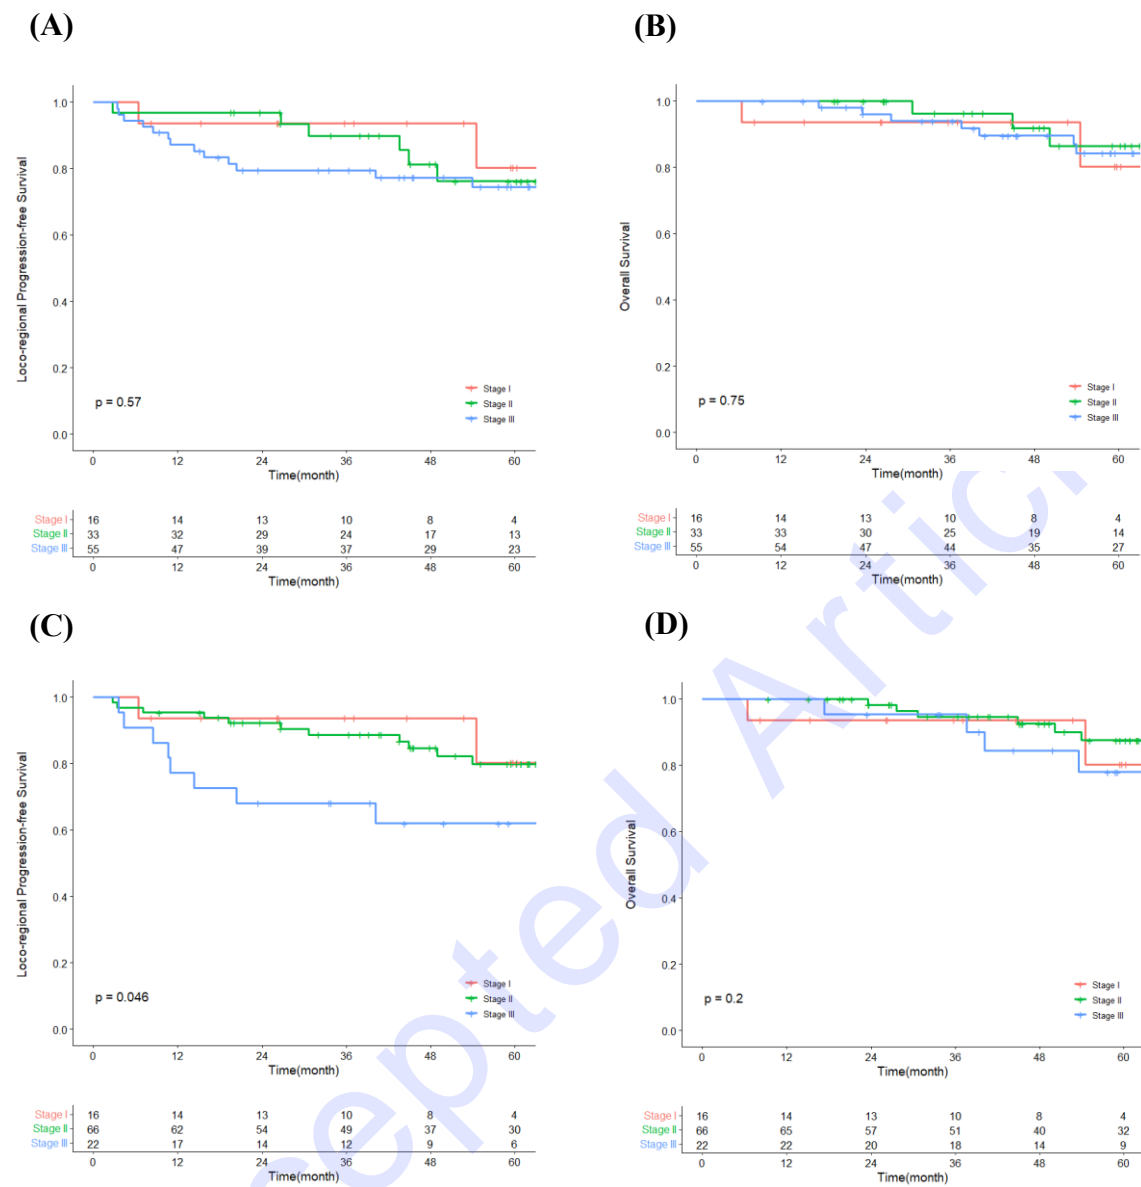 (A)
Loco-regional Progression-free Survival
1.0
0.8
0.6
0.4
0.2
0.0
p = 0.57
Stage I
Stage II
Stage III
0 12 24 36 48 60
Time(month)
Stage I 16 14 13 10 8 4
Stage II 33 32 29 24 17 13
Stage III 55 47 39 37 29 23
0 12 24 36 48 60
Time(month)
(B)
Overall Survival
1.0
0.8
0.6
0.4
0.2
0.0
p = 0.75
Stage I
Stage II
Stage III
0 12 24 36 48 60
Time(month)
Stage I 16 14 13 10 8 4
Stage II 33 33 30 25 19 14
Stage III 55 54 47 44 35 27
0 12 24 36 48 60
Time(month)
(C)
Loco-regional Progression-free Survival
1.0
0.8
0.6
0.4
0.2
0.0
p = 0.046
Stage I
Stage II
Stage III
0 12 24 36 48 60
Time(month)
Stage I 16 14 13 10 8 4
Stage II 66 62 54 49 37 30
Stage III 22 17 14 12 9 6
0 12 24 36 48 60
Time(month)
(D)
Overall Survival
1.0
0.8
0.6
0.4
0.2
0.0
p = 0.2
Stage I
Stage II
Stage III
0 12 24 36 48 60
Time(month)
Stage I 16 14 13 10 8 4
Stage II 66 65 57 51 40 32
Stage III 22 22 20 18 14 9
0 12 24 36 48 60
Time(month)
cepted Artic